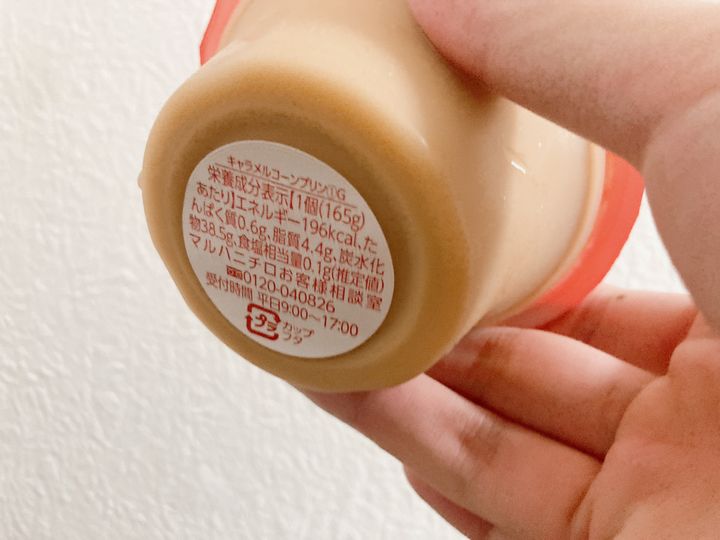 キャラメルコーンプリン①G
栄養成分表示【1個(165g)
あたり】エネルギー196kcal、た
んぱく質0.6g、脂質4.4g、炭水化
物38.5g、食塩相当量0.1g(推定値)
マルハニチロお客様相談室
0120-040826
受付時間 平日9:00〜17:00
プラ カップ
フタ